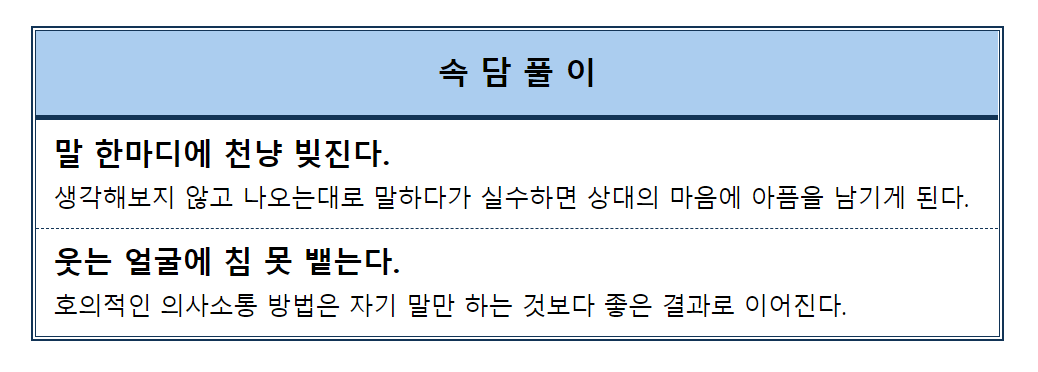 속 담 풀 이
말 한마디에 천냥 빚진다.
생각해보지 않고 나오는대로 말하다가 실수하면 상대의 마음에 아픔을 남기게 된다.
웃는 얼굴에 침 못 뱉는다.
호의적인 의사소통 방법은 자기 말만 하는 것보다 좋은 결과로 이어진다.